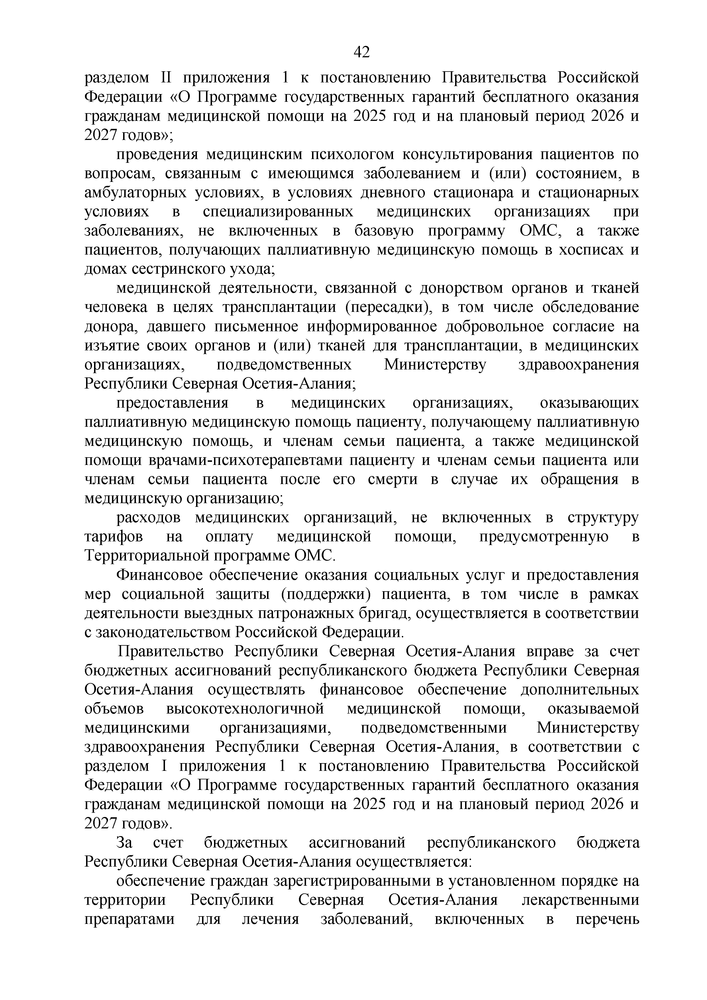 42
разделом II приложения 1 к постановлению Правительства Российской
Федерации «О Программе государственных гарантий бесплатного оказания
гражданам медицинской помощи на 2025 год и на плановый период 2026 и
2027 годов»;
проведения медицинским психологом консультирования пациентов по
вопросам, связанным с имеющимся заболеванием и (или) состоянием, в
амбулаторных условиях, в условиях дневного стационара и стационарных
условиях в специализированных медицинских организациях при
заболеваниях, не включенных в базовую программу ОМС, а также
пациентов, получающих паллиативную медицинскую помощь в хосписах и
домах сестринского ухода;
медицинской деятельности, связанной с донорством органов и тканей
человека в целях трансплантации (пересадки), в том числе обследование
донора, давшего письменное информированное добровольное согласие на
изъятие своих органов и (или) тканей для трансплантации, в медицинских
организациях, подведомственных Министерству здравоохранения
Республики Северная Осетия-Алания;
предоставления в медицинских организациях, оказывающих
паллиативную медицинскую помощь пациенту, получающему паллиативную
медицинскую помощь, и членам семьи пациента, а также медицинской
помощи врачами-психотерапевтами пациенту и членам семьи пациента или
членам семьи пациента после его смерти в случае их обращения в
медицинскую организацию;
расходов медицинских организаций, не включенных в структуру
тарифов на оплату медицинской помощи, предусмотренную в
Территориальной программе ОМС.
Финансовое обеспечение оказания социальных услуг и предоставления
мер социальной защиты (поддержки) пациента, в том числе в рамках
деятельности выездных патронажных бригад, осуществляется в соответствии
с законодательством Российской Федерации.
Правительство Республики Северная Осетия-Алания вправе за счет
бюджетных ассигнований республиканского бюджета Республики Северная
Осетия-Алания осуществлять финансовое обеспечение дополнительных
объемов высокотехнологичной медицинской помощи, оказываемой
медицинскими организациями, подведомственными Министерству
здравоохранения Республики Северная Осетия-Алания, в соответствии с
разделом I приложения 1 к постановлению Правительства Российской
Федерации «О Программе государственных гарантий бесплатного оказания
гражданам медицинской помощи на 2025 год и на плановый период 2026 и
2027 годов».
За счет бюджетных ассигнований республиканского бюджета
Республики Северная Осетия-Алания осуществляется:
обеспечение граждан зарегистрированными в установленном порядке на
территории Республики Северная Осетия-Алания лекарственными
препаратами для лечения заболеваний, включенных в перечень